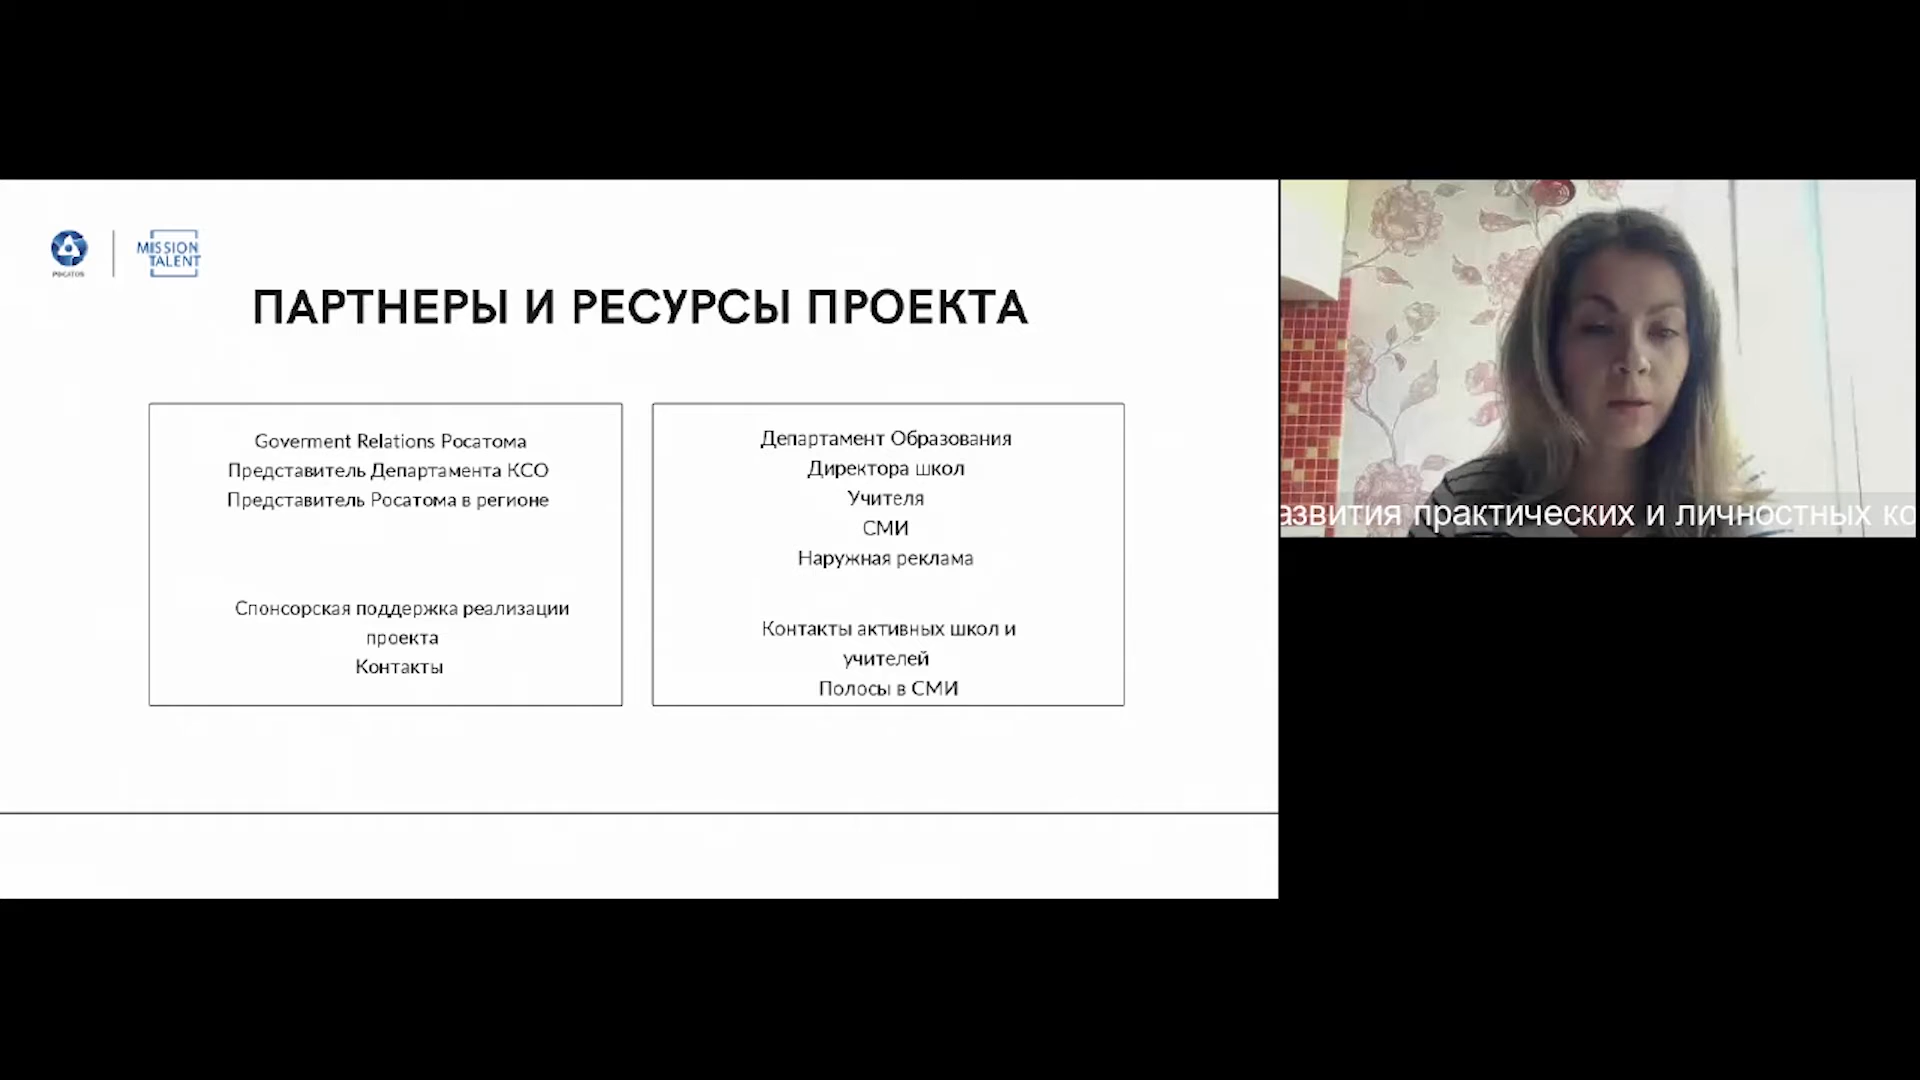 РОСАТОМ
MISSION
TALENT
ПАРТНЕРЫ И РЕСУРСЫ ПРОЕКТА
Goverment Relations Росатома
Представитель Департамента КСО
Представитель Росатома в регионе
Спонсорская поддержка реализации
проекта
Контакты
Департамент Образования
Директора школ
Учителя
СМИ
Наружная реклама
Контакты активных школ и
учителей
Полосы в СМИ
азвития практических и личностных ко